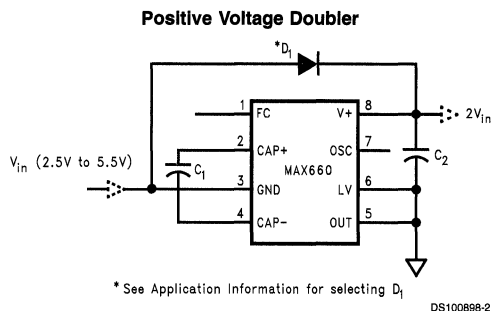 Positive Voltage Doubler
*D1
1 FC V+ 8 2Vin
2 CAP+ OSC 7
Vin (2.5V to 5.5V) C1 MAX660 C2
3 GND LV 6
4 CAP- OUT 5
* See Application Information for selecting D1
DS100898-2